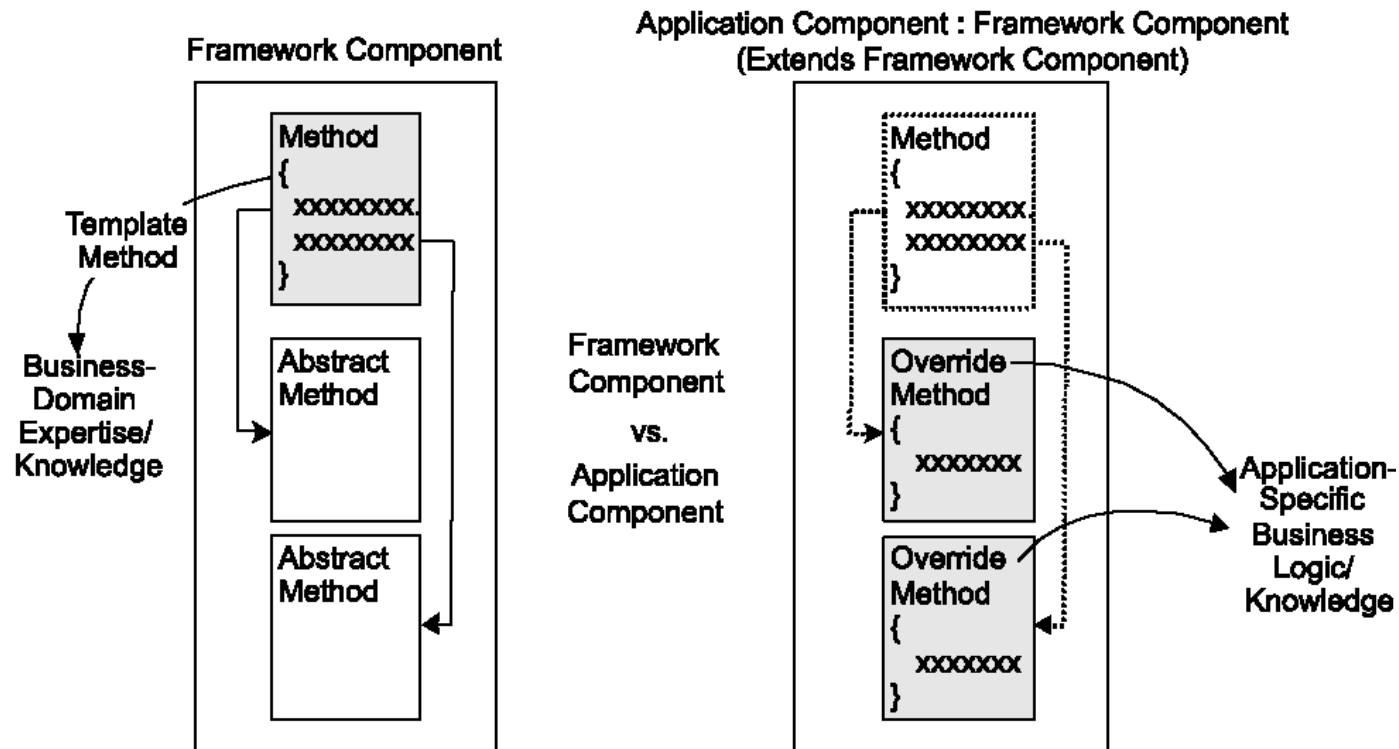 Framework Component
Method
{
xxxxxxxx.
xxxxxxxx
}
Template
Method
Business-
Domain
Expertise/
Knowledge
Abstract
Method
Abstract
Method
Framework
Component
vs.
Application
Component
Application Component : Framework Component
(Extends Framework Component)
Method
{
xxxxxxxx.
xxxxxxxx
}
Override
Method
{
xxxxxxx
}
Override
Method
{
xxxxxxx
}
Application-
Specific
Business
Logic/
Knowledge